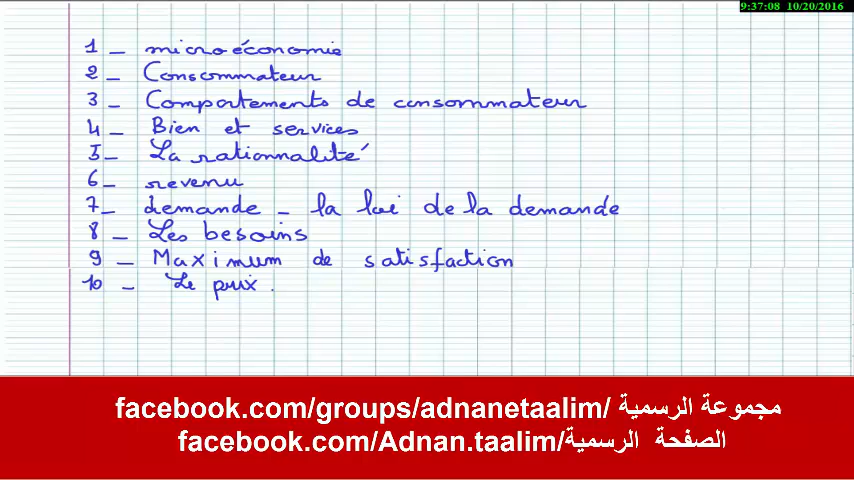 9:37:08 10/20/2016
1 _ microéconomie
2 _ Consommateur
3 _ Comportements de consommateur
4 _ Bien et services
5 _ La rationnalité
6 _ revenu
7 _ demande _ la loi de la demande
8 _ Les besoins
9 _ Maximum de satisfaction
10 _ Le prix .
facebook.com/groups/adnanetaalim/ مجموعة الرسمية
facebook.com/Adnan.taalim/الصفحة الرسمية